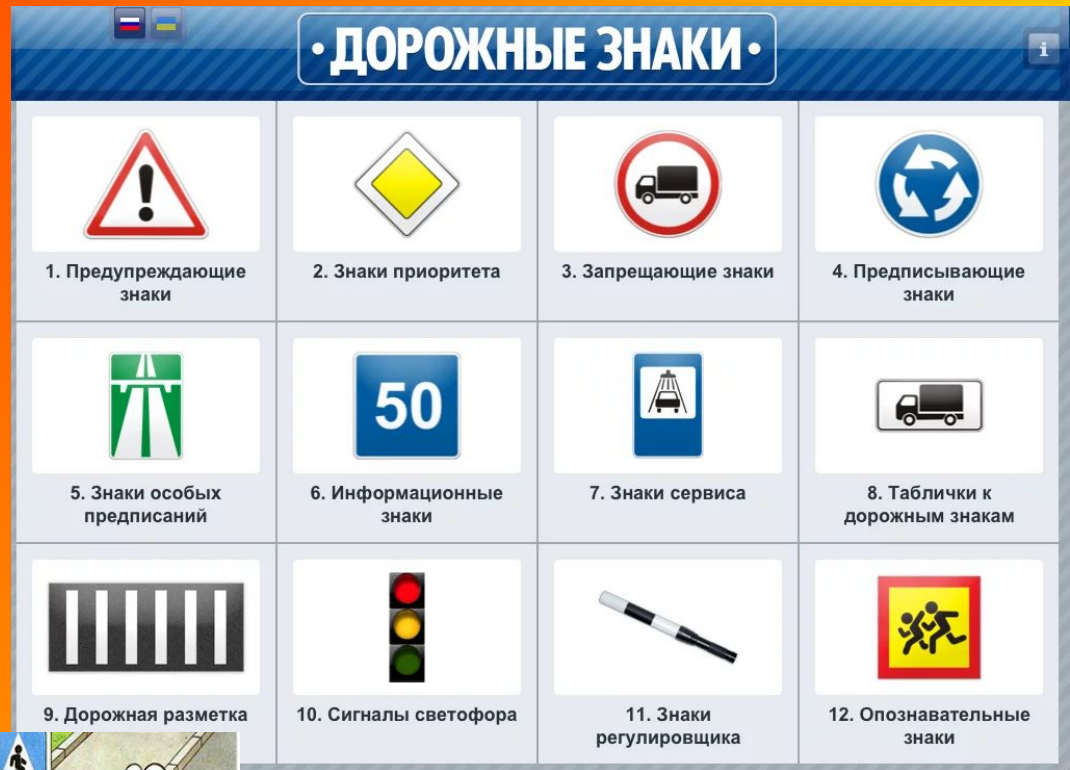 •ДОРОЖНЫЕ ЗНАКИ•
i
1. Предупреждающие
знаки
2. Знаки приоритета
3. Запрещающие знаки
4. Предписывающие
знаки
50
5. Знаки особых
предписаний
6. Информационные
знаки
7. Знаки сервиса
8. Таблички к
дорожным знакам
9. Дорожная разметка
10. Сигналы светофора
11. Знаки
регулировщика
12. Опознавательные
знаки